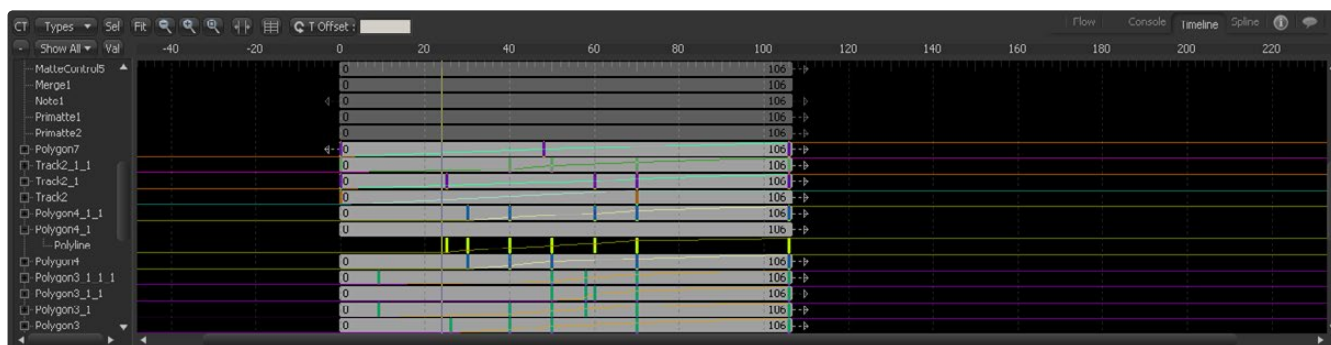 CT Types Sel Fit T Offset : Flow Console Timeline Spline
- Show All Val -40 -20 0 20 40 60 80 100 120 140 160 180 200 220
MatteControl5 0 106
Merge1 0 106
Note1 0 106
Primatte1 0 106
Primatte2 0 106
Polygon7 0 106
Track2_1_1 0 106
Track2_1 0 106
Track2 0 106
Polygon4_1_1 0 106
Polygon4_1 0 106
Polyline
Polygon4 0 106
Polygon3_1_1_1 0 106
Polygon3_1_1 0 106
Polygon3_1 0 106
Polygon3 0 106